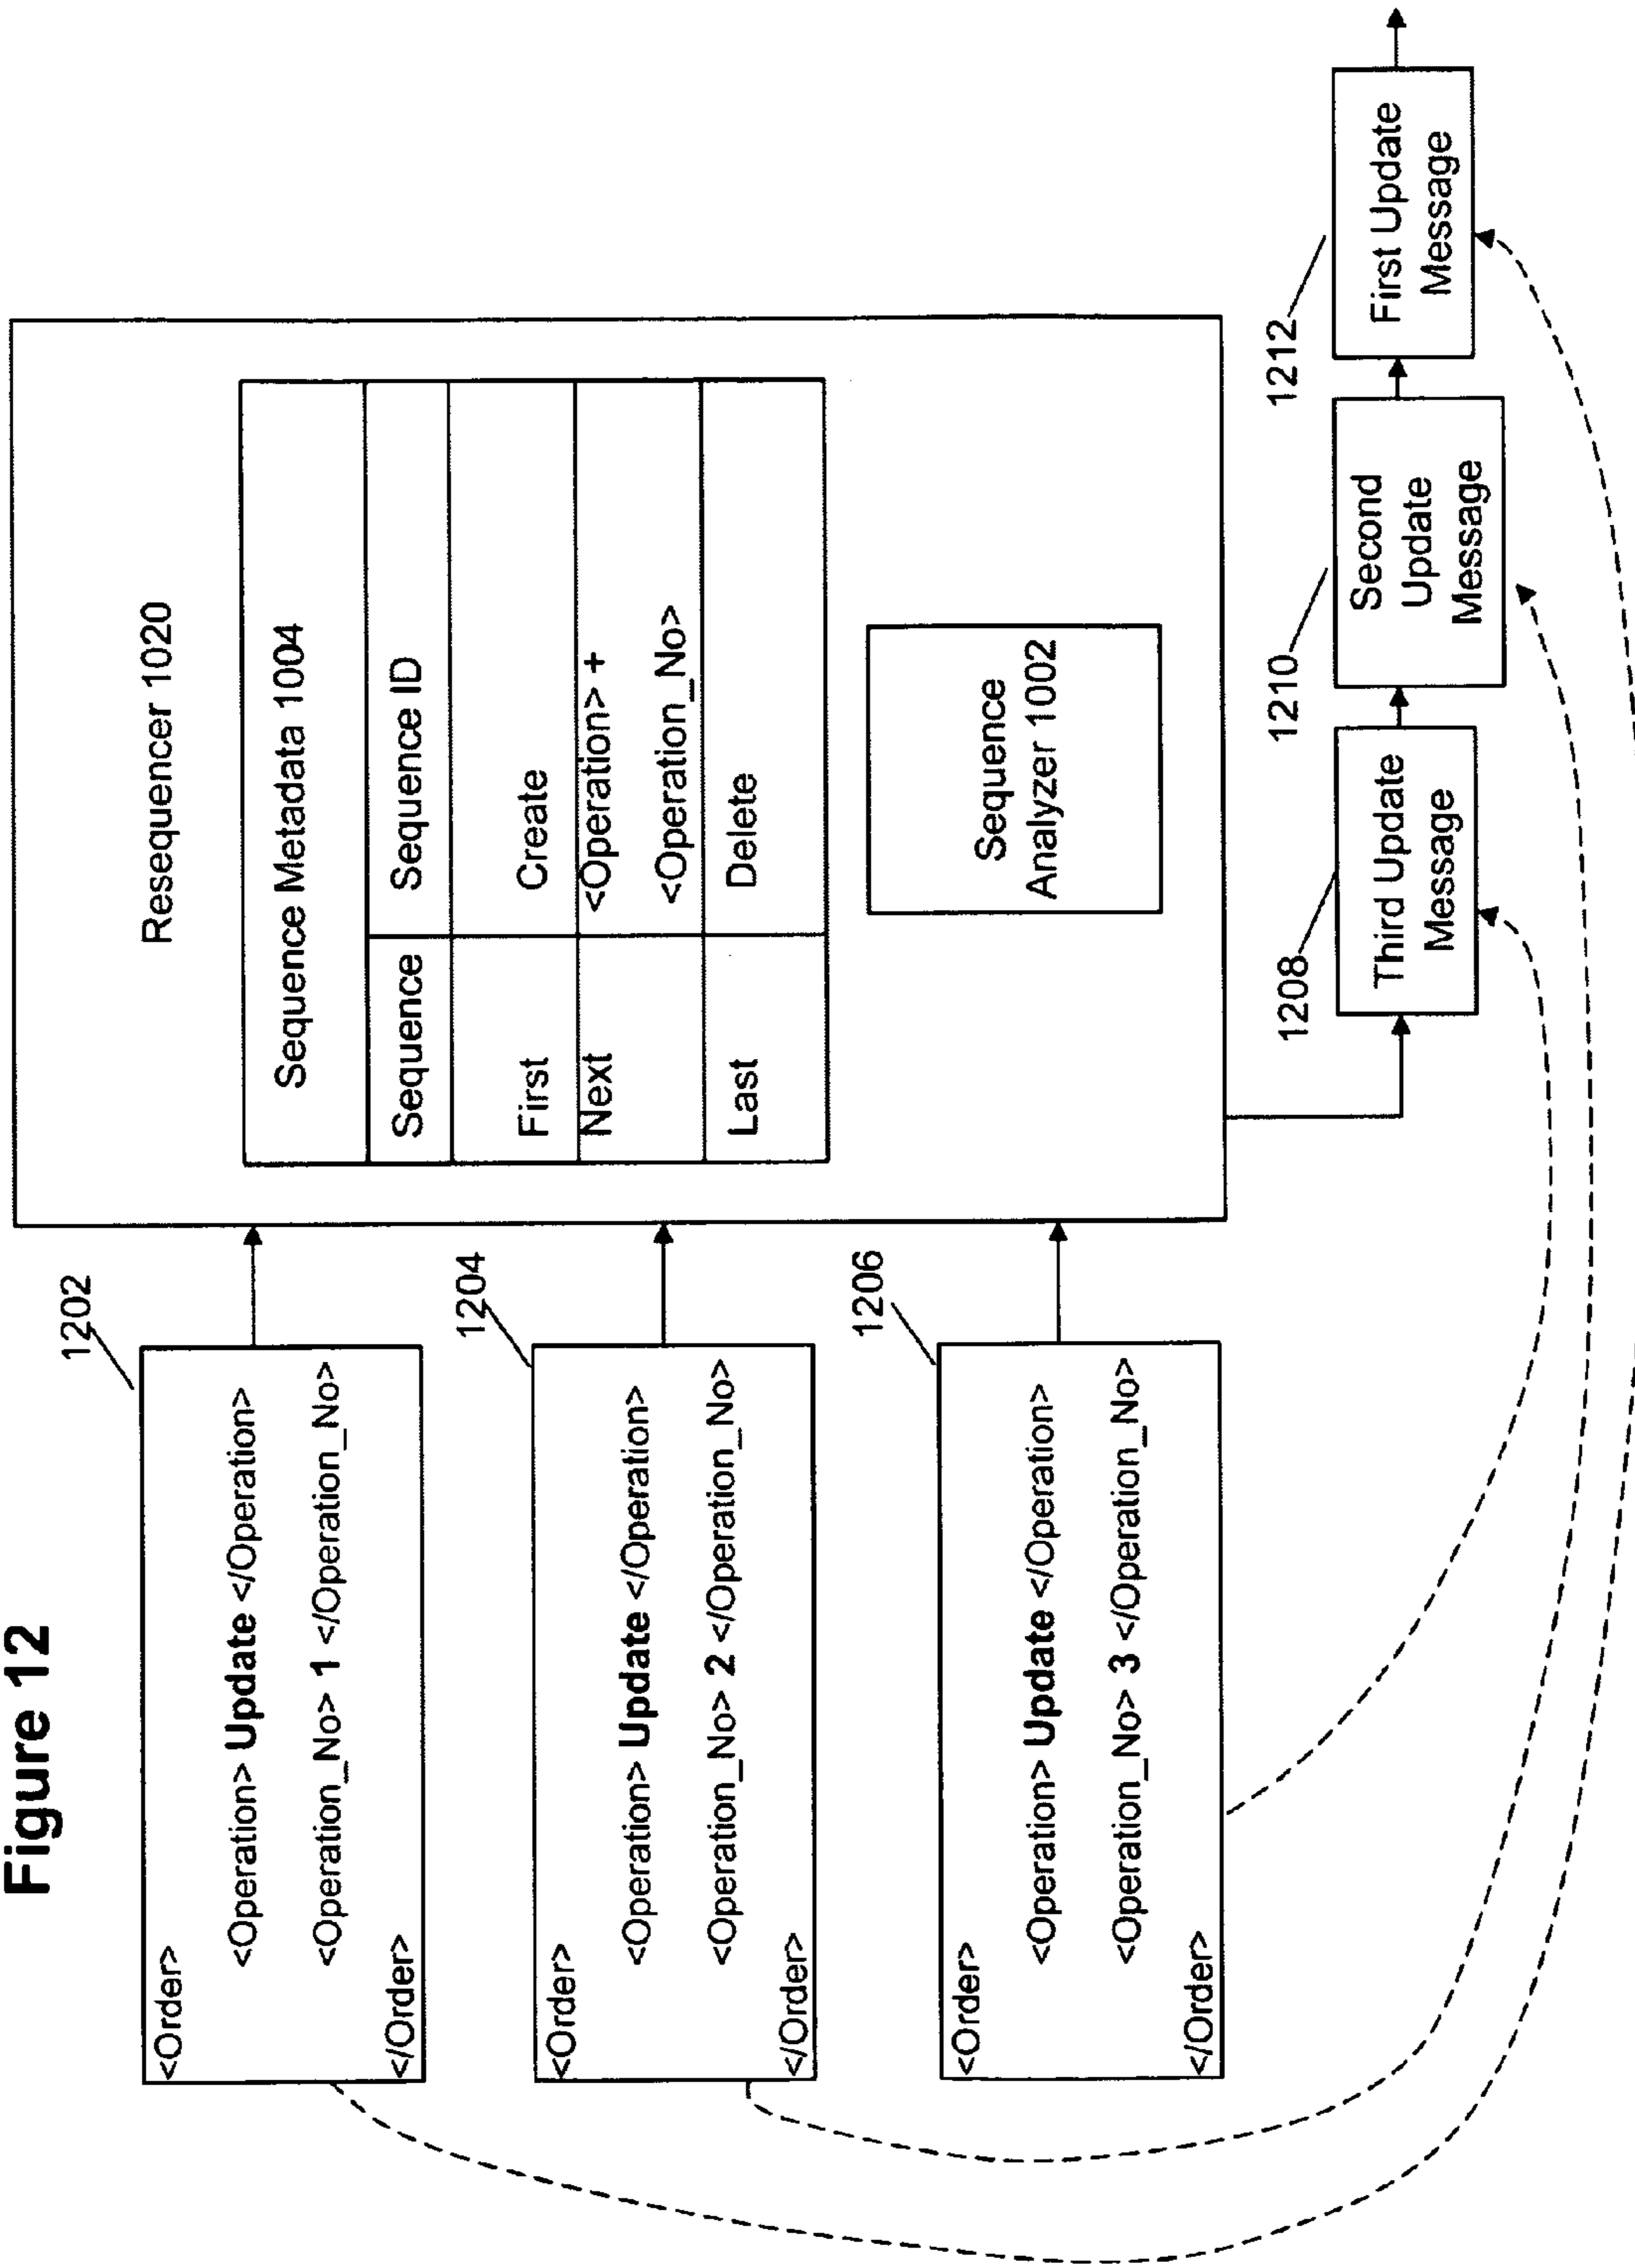 Figure 12
1202
<Order>
<Operation> Update </Operation>
<Operation_No> 1 </Operation_No>
</Order>
1204
<Order>
<Operation> Update </Operation>
<Operation_No> 2 </Operation_No>
</Order>
1206
<Order>
<Operation> Update </Operation>
<Operation_No> 3 </Operation_No>
</Order>
Resequencer 1020
Sequence Metadata 1004
Sequence
Sequence ID
First
Create
Next
<Operation> +
<Operation_No>
Last
Delete
Sequence
Analyzer 1002
1208
Third Update
Message
1210
Second
Update
Message
1212
First Update
Message